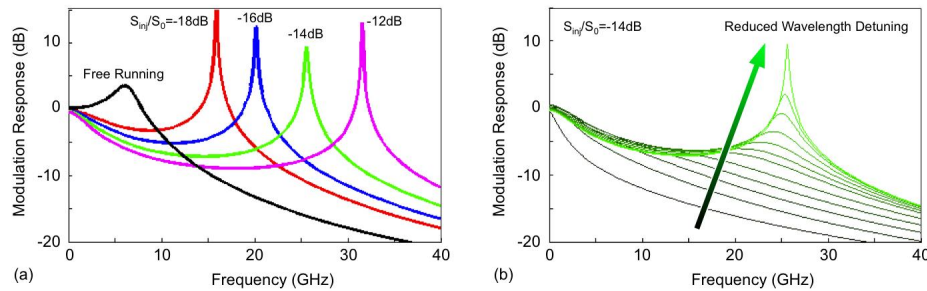 S_inj/S_0=-18dB
-16dB
-14dB
-12dB
Free Running
10
0
-10
-20
Modulation Response (dB)
0
10
20
30
40
Frequency (GHz)
(a)
S_inj/S_0=-14dB
Reduced Wavelength Detuning
10
0
-10
-20
Modulation Response (dB)
0
10
20
30
40
Frequency (GHz)
(b)